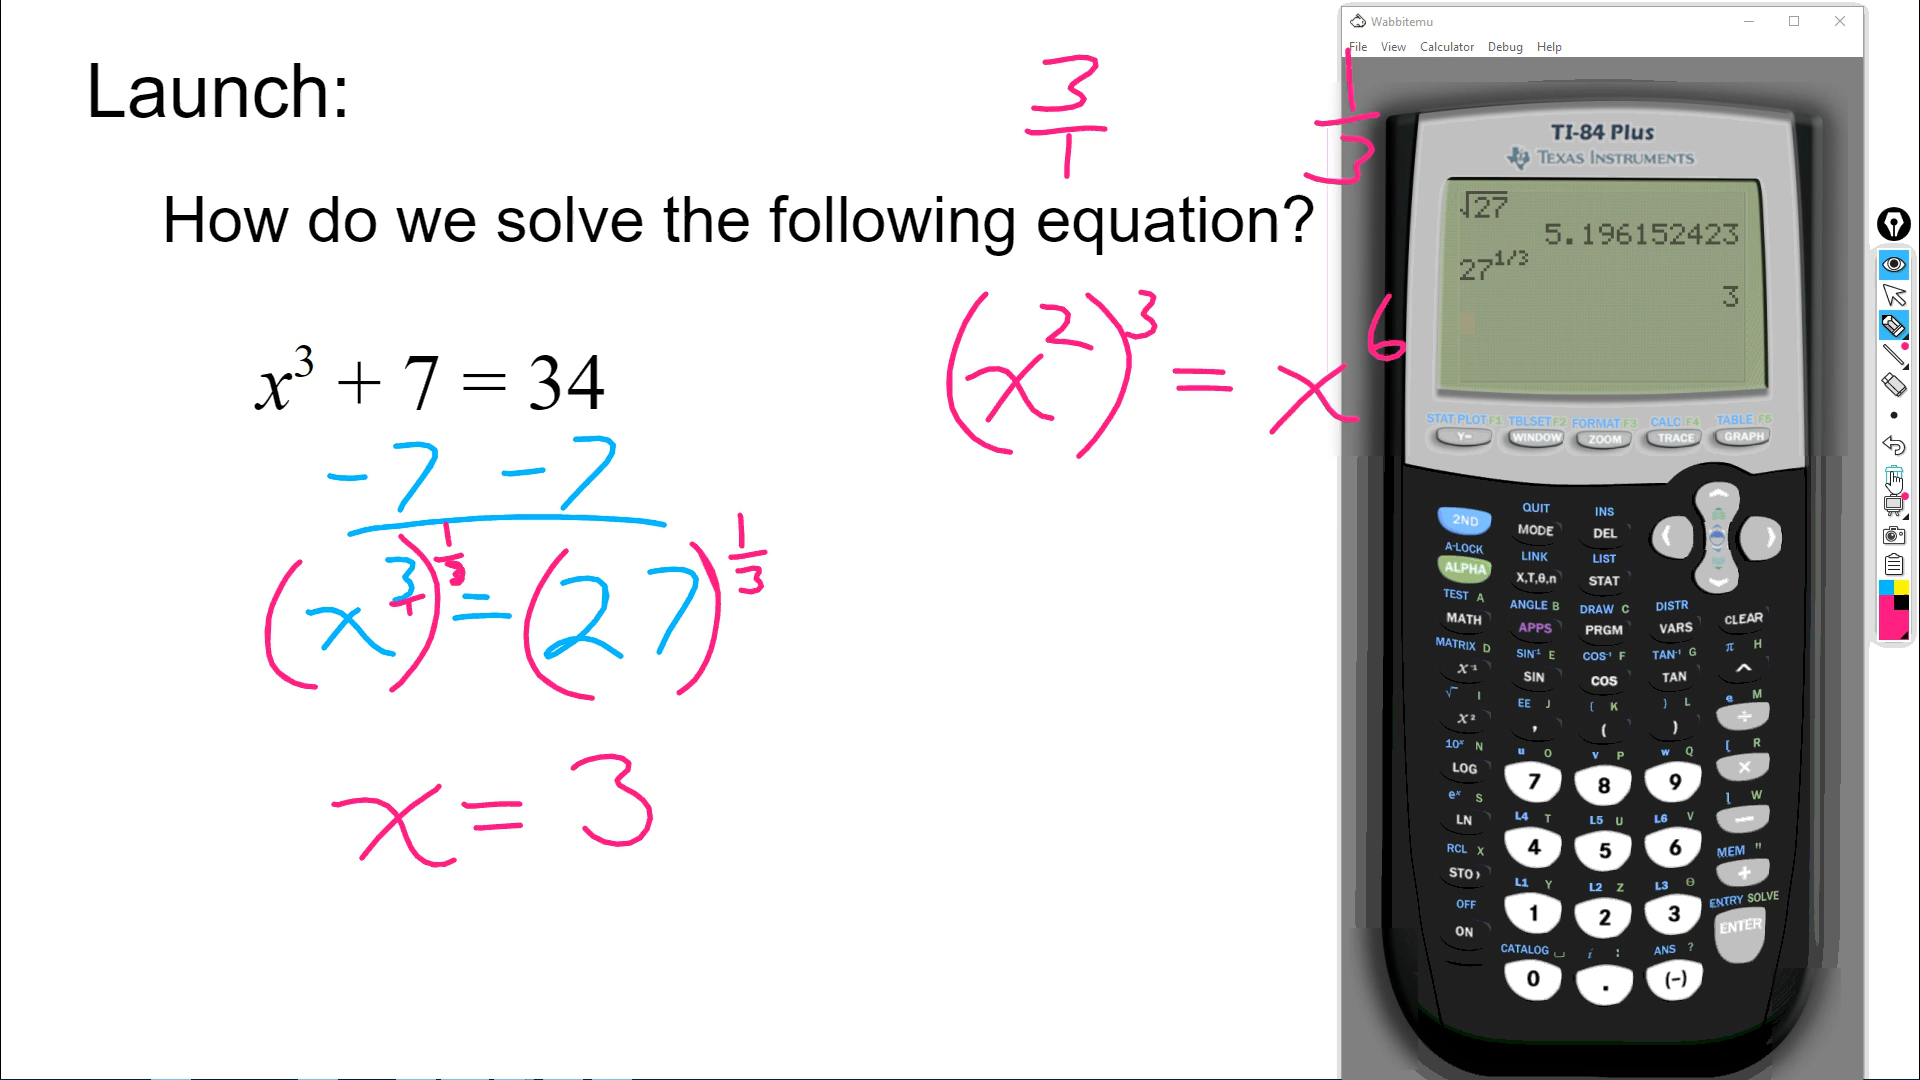 Launch:
3/1
1/3
How do we solve the following equation?
x³ + 7 = 34
(x²)³ = x⁶
-7 -7
(x^(3/1))^(1/3) = (27)^(1/3)
x = 3
Wabbitemu
File View Calculator Debug Help
TI-84 Plus
TEXAS INSTRUMENTS
√27
5.196152423
27^1/3
3
STAT PLOT F1 TBLSET F2 FORMAT F3 CALC F4 TABLE F5
Y= WINDOW ZOOM TRACE GRAPH
QUIT INS
2ND MODE DEL
A-LOCK LINK LIST
ALPHA X,T,θ,n STAT
TEST A ANGLE B DRAW C DISTR
MATH APPS PRGM VARS CLEAR
MATRIX D SIN⁻¹ E COS⁻¹ F TAN⁻¹ G π H
x⁻¹ SIN COS TAN ^
√ I EE J { K } L e M
x² , ( ) ÷
10ˣ N u O v P w Q [ R
LOG 7 8 9 ×
eˣ S L4 T L5 U L6 V ] W
LN 4 5 6 −
RCL X L1 Y L2 Z L3 θ MEM "
STO› 1 2 3 +
OFF CATALOG ⎵ i : ANS ? ENTRY SOLVE
ON 0 . (-) ENTER